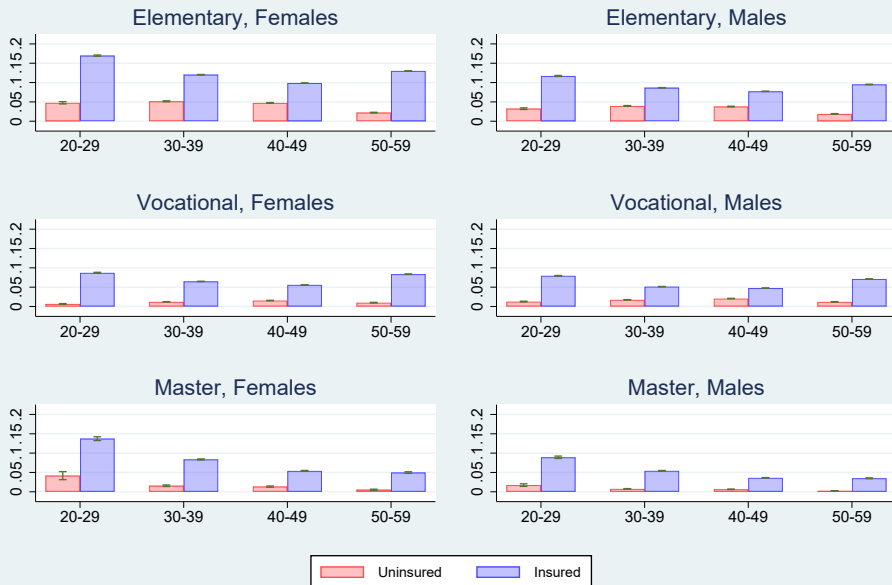 Elementary, Females
Elementary, Males
0 .05 .1 .15 .2
20-29 30-39 40-49 50-59
0 .05 .1 .15 .2
20-29 30-39 40-49 50-59
Vocational, Females
Vocational, Males
0 .05 .1 .15 .2
20-29 30-39 40-49 50-59
0 .05 .1 .15 .2
20-29 30-39 40-49 50-59
Master, Females
Master, Males
0 .05 .1 .15 .2
20-29 30-39 40-49 50-59
0 .05 .1 .15 .2
20-29 30-39 40-49 50-59
Uninsured Insured